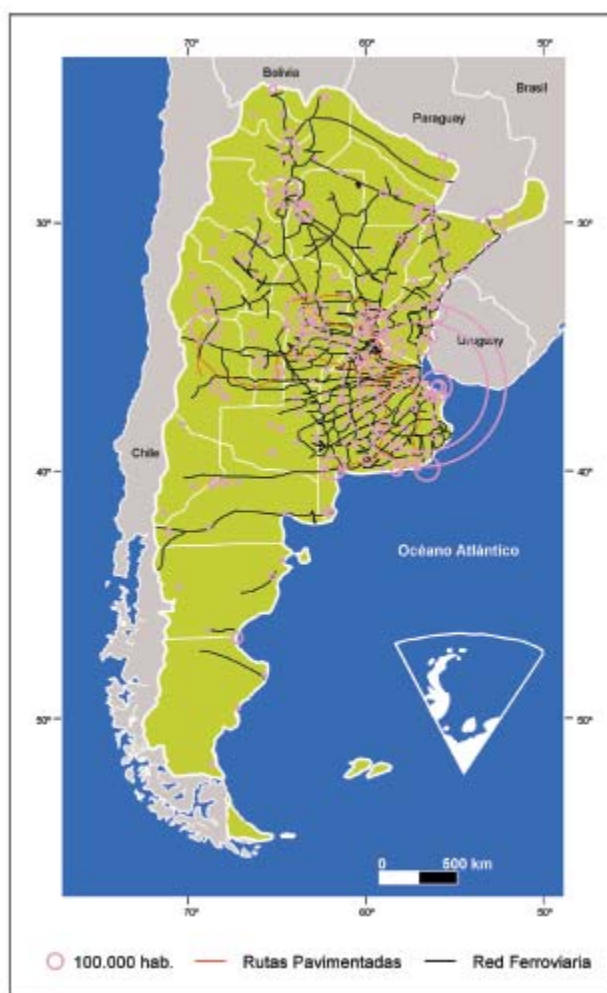 70° 60° 50°
Bolivia
Brasil
Paraguay
30° 30°
Uruguay
Chile
40° 40°
Océano Atlántico
50° 50°
0 500 km
70° 60° 50°
100.000 hab. Rutas Pavimentadas Red Ferroviaria